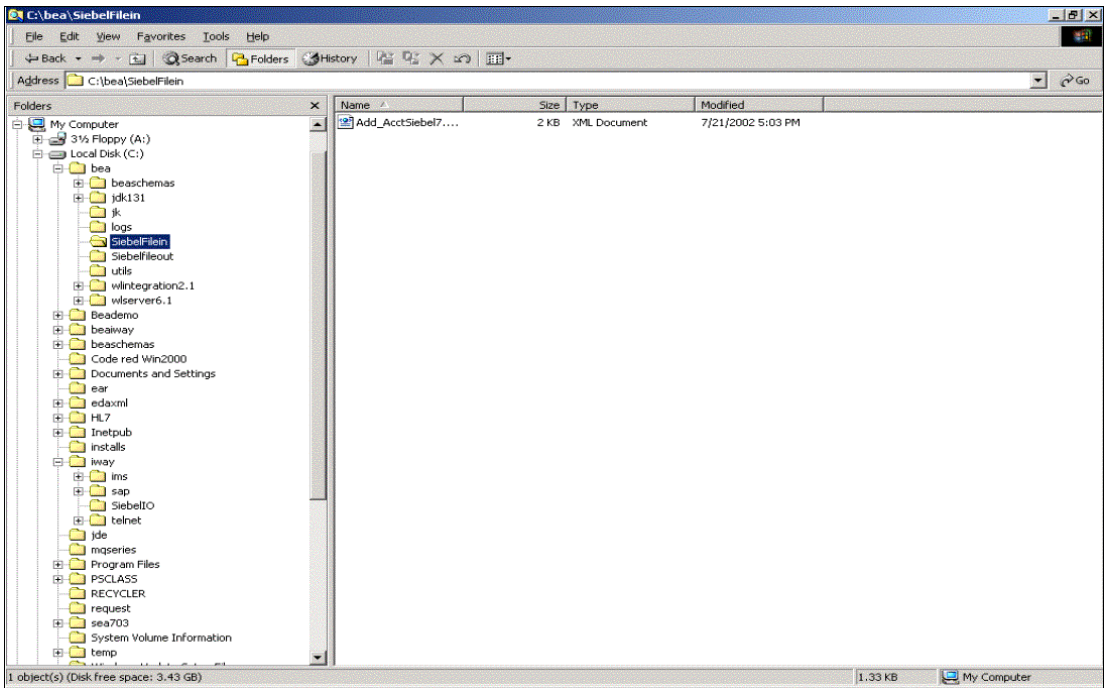 C:\bea\SiebelFilein
File Edit View Favorites Tools Help
Back Search Folders History
Address C:\bea\SiebelFilein Go
Folders
Name Size Type Modified
My Computer
Add_AcctSiebel7.... 2 KB XML Document 7/21/2002 5:03 PM
3½ Floppy (A:)
Local Disk (C:)
bea
beaschemas
jdk131
jk
logs
SiebelFilein
Siebelfileout
utils
wlintegration2.1
wlserver6.1
Beademo
beaiway
beaschemas
Code red Win2000
Documents and Settings
ear
edaxml
HL7
Inetpub
installs
iway
ims
sap
SiebelIO
telnet
jde
mqseries
Program Files
PSCLASS
RECYCLER
request
sea703
System Volume Information
temp
1 object(s) (Disk free space: 3.43 GB) 1.33 KB My Computer